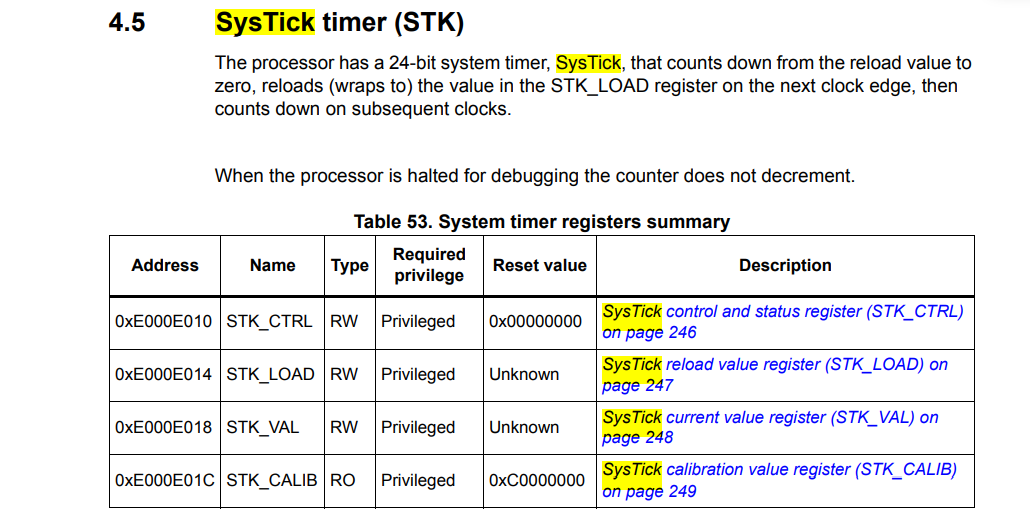 4.5 SysTick timer (STK)
The processor has a 24-bit system timer, SysTick, that counts down from the reload value to
zero, reloads (wraps to) the value in the STK_LOAD register on the next clock edge, then
counts down on subsequent clocks.
When the processor is halted for debugging the counter does not decrement.
Table 53. System timer registers summary
Address Name Type Required privilege Reset value Description
0xE000E010 STK_CTRL RW Privileged 0x00000000 SysTick control and status register (STK_CTRL)
on page 246
0xE000E014 STK_LOAD RW Privileged Unknown SysTick reload value register (STK_LOAD) on
page 247
0xE000E018 STK_VAL RW Privileged Unknown SysTick current value register (STK_VAL) on
page 248
0xE000E01C STK_CALIB RO Privileged 0xC0000000 SysTick calibration value register (STK_CALIB)
on page 249